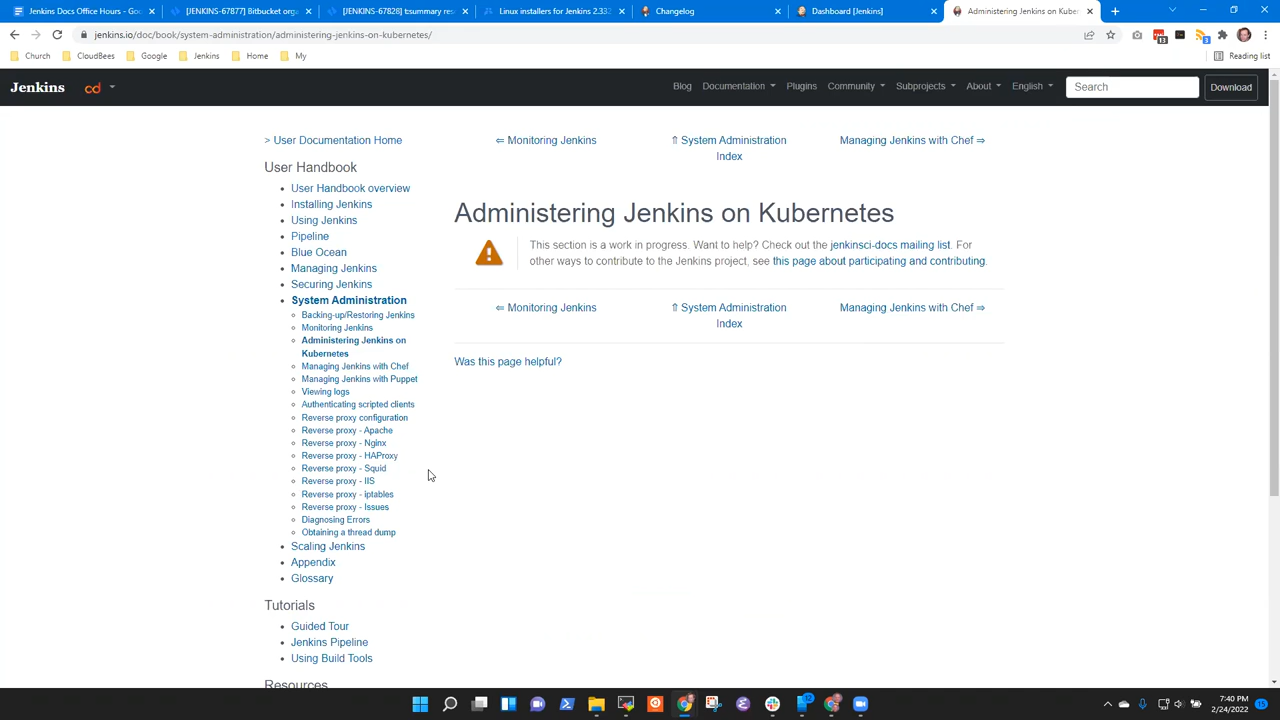 Jenkins Docs Office Hours - Goo
[JENKINS-67877] Bitbucket orga
[JENKINS-67828] t:summary res
Linux installers for Jenkins 2.332
Changelog
Dashboard [Jenkins]
Administering Jenkins on Kuber
jenkins.io/doc/book/system-administration/administering-jenkins-on-kubernetes/
13
3
Church
CloudBees
Google
Jenkins
Home
My
Reading list
Jenkins
cd
Blog
Documentation
Plugins
Community
Subprojects
About
English
Search
Download
> User Documentation Home
⇐ Monitoring Jenkins
⇑ System Administration
Index
Managing Jenkins with Chef ⇒
User Handbook
User Handbook overview
Installing Jenkins
Using Jenkins
Pipeline
Blue Ocean
Managing Jenkins
Securing Jenkins
System Administration
Backing-up/Restoring Jenkins
Monitoring Jenkins
Administering Jenkins on
Kubernetes
Managing Jenkins with Chef
Managing Jenkins with Puppet
Viewing logs
Authenticating scripted clients
Reverse proxy configuration
Reverse proxy - Apache
Reverse proxy - Nginx
Reverse proxy - HAProxy
Reverse proxy - Squid
Reverse proxy - IIS
Reverse proxy - iptables
Reverse proxy - Issues
Diagnosing Errors
Obtaining a thread dump
Scaling Jenkins
Appendix
Glossary
Tutorials
Guided Tour
Jenkins Pipeline
Using Build Tools
Resources
Administering Jenkins on Kubernetes
This section is a work in progress. Want to help? Check out the jenkinsci-docs mailing list. For
other ways to contribute to the Jenkins project, see this page about participating and contributing.
⇐ Monitoring Jenkins
⇑ System Administration
Index
Managing Jenkins with Chef ⇒
Was this page helpful?
12
7:40 PM
2/24/2022
15